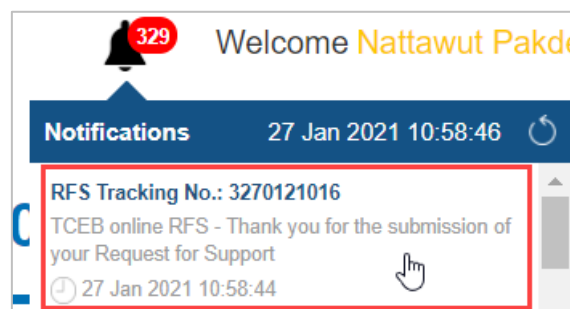 329
Welcome Nattawut Pakd
Notifications 27 Jan 2021 10:58:46
RFS Tracking No.: 3270121016
TCEB online RFS - Thank you for the submission of
your Request for Support
27 Jan 2021 10:58:44